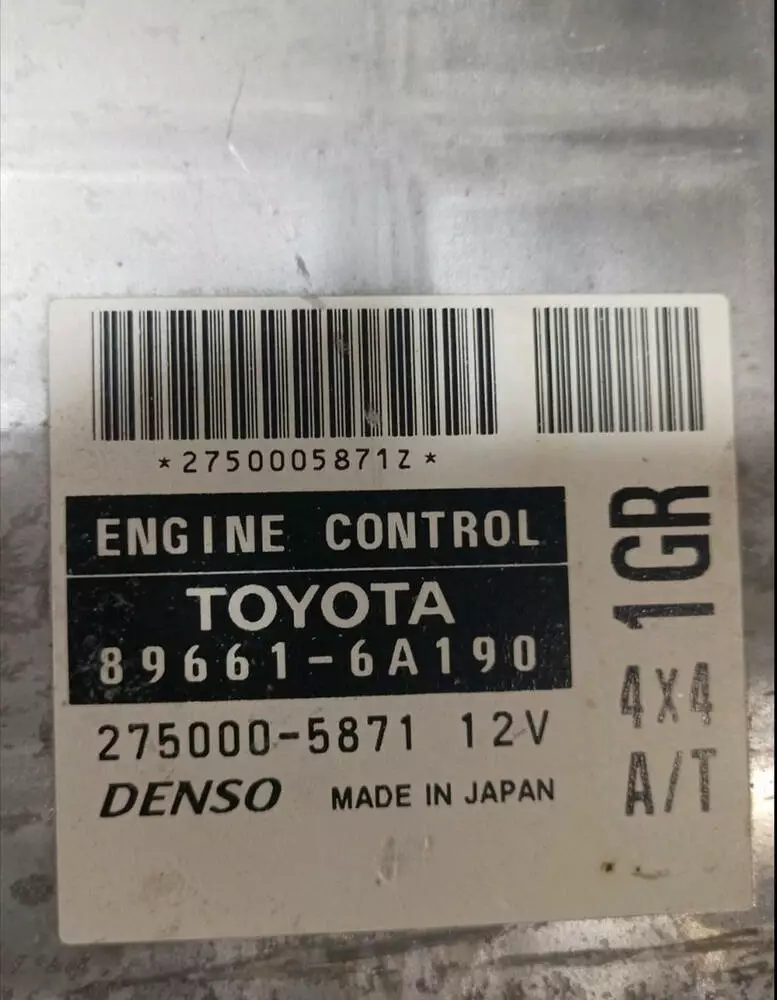 *2750005871Z*
ENGINE CONTROL
TOYOTA
89661-6A190
275000-5871 12V
DENSO MADE IN JAPAN
1GR
4X4
A/T